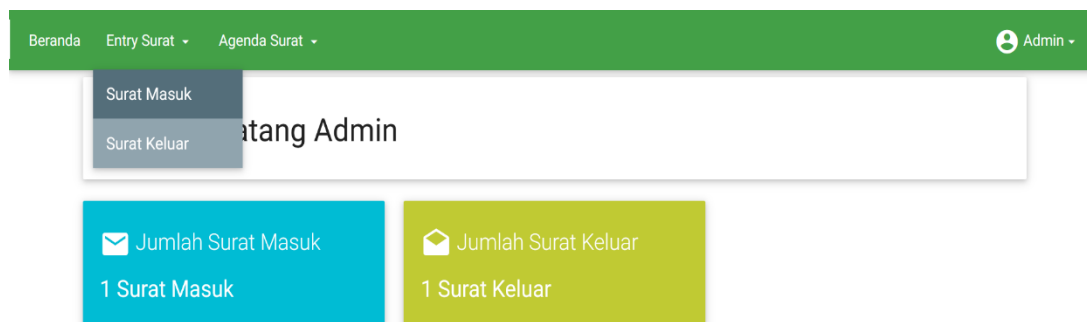 Beranda Entry Surat Agenda Surat Admin
Surat Masuk
Surat Keluar
Admin
Jumlah Surat Masuk
1 Surat Masuk
Jumlah Surat Keluar
1 Surat Keluar